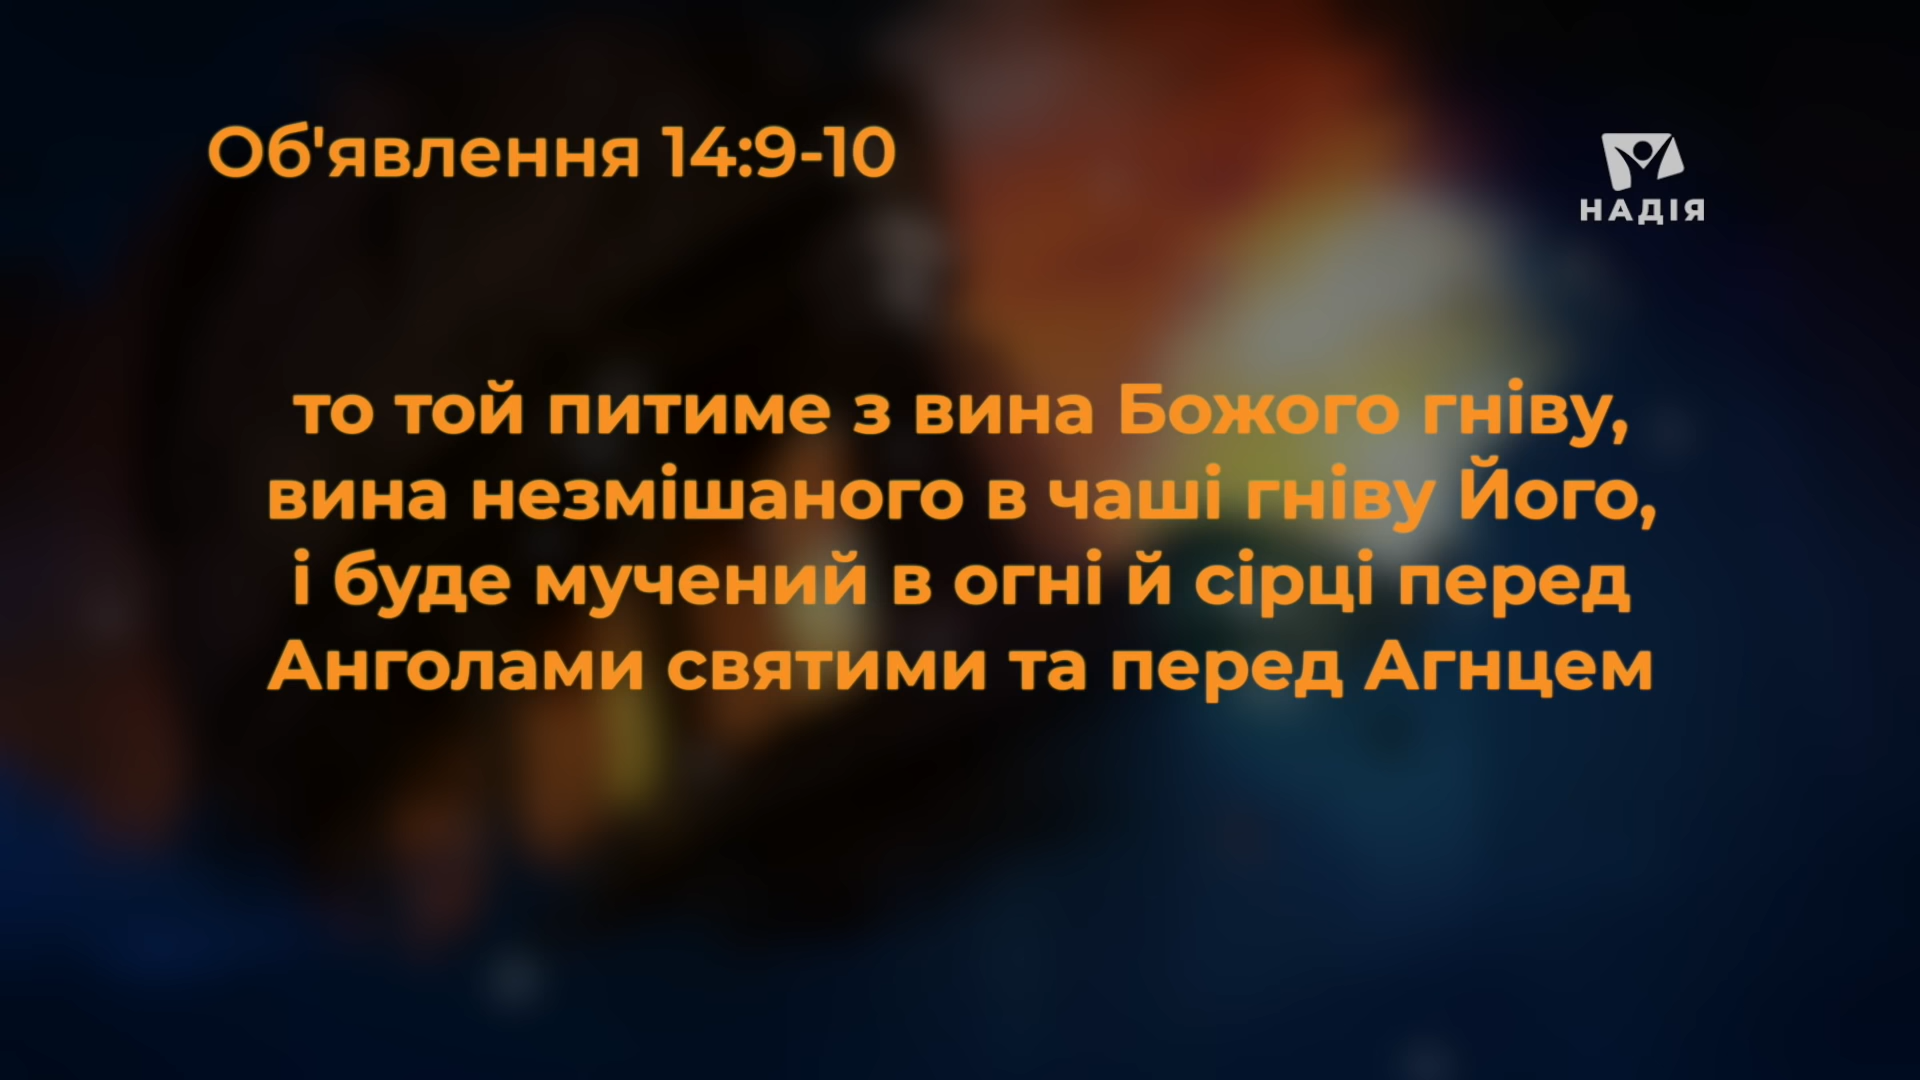 Об'явлення 14:9-10
НАДІЯ
то той питиме з вина Божого гніву,
вина незмішаного в чаші гніву Його,
і буде мучений в огні й сірці перед
Анголами святими та перед Агнцем